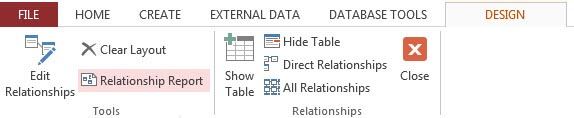 FILE HOME CREATE EXTERNAL DATA DATABASE TOOLS DESIGN
Edit Relationships
Clear Layout
Relationship Report
Tools
Show Table
Hide Table
Direct Relationships
All Relationships
Close
Relationships